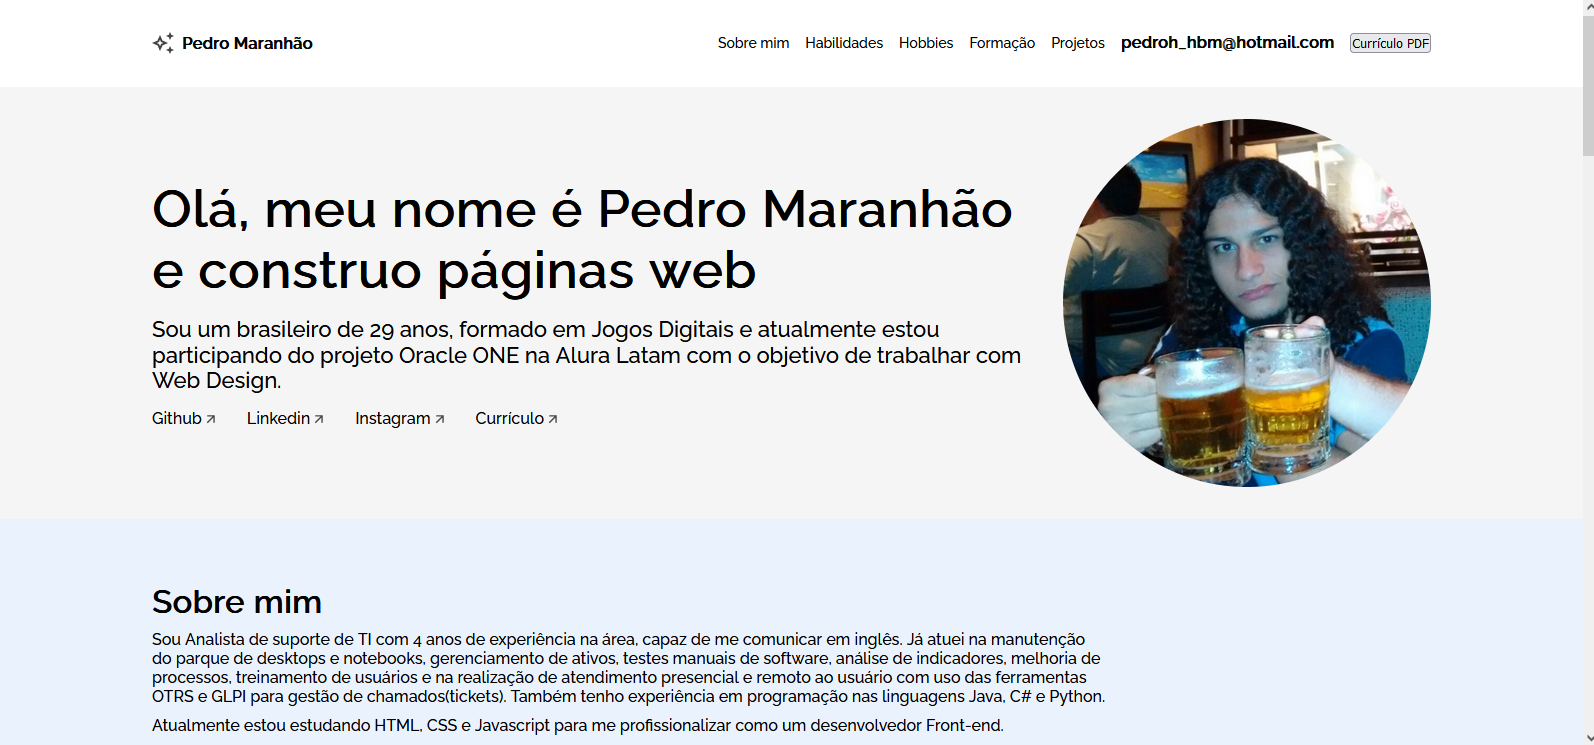 Pedro Maranhão
Sobre mim Habilidades Hobbies Formação Projetos pedroh_hbm@hotmail.com Currículo PDF
Olá, meu nome é Pedro Maranhão
e construo páginas web
Sou um brasileiro de 29 anos, formado em Jogos Digitais e atualmente estou
participando do projeto Oracle ONE na Alura Latam com o objetivo de trabalhar com
Web Design.
Github Linkedin Instagram Currículo
Sobre mim
Sou Analista de suporte de TI com 4 anos de experiência na área, capaz de me comunicar em inglês. Já atuei na manutenção
do parque de desktops e notebooks, gerenciamento de ativos, testes manuais de software, análise de indicadores, melhoria de
processos, treinamento de usuários e na realização de atendimento presencial e remoto ao usuário com uso das ferramentas
OTRS e GLPI para gestão de chamados(tickets). Também tenho experiência em programação nas linguagens Java, C# e Python.
Atualmente estou estudando HTML, CSS e Javascript para me profissionalizar como um desenvolvedor Front-end.